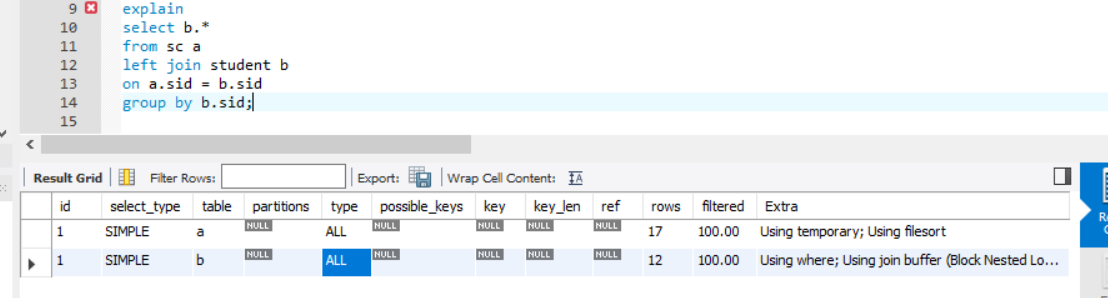 9 explain
10 select b.*
11 from sc a
12 left join student b
13 on a.sid = b.sid
14 group by b.sid;
15
Result Grid Filter Rows: Export: Wrap Cell Content: IA
id select_type table partitions type possible_keys key key_len ref rows filtered Extra
1 SIMPLE a NULL ALL NULL NULL NULL NULL 17 100.00 Using temporary; Using filesort
1 SIMPLE b NULL ALL NULL NULL NULL NULL 12 100.00 Using where; Using join buffer (Block Nested Lo...